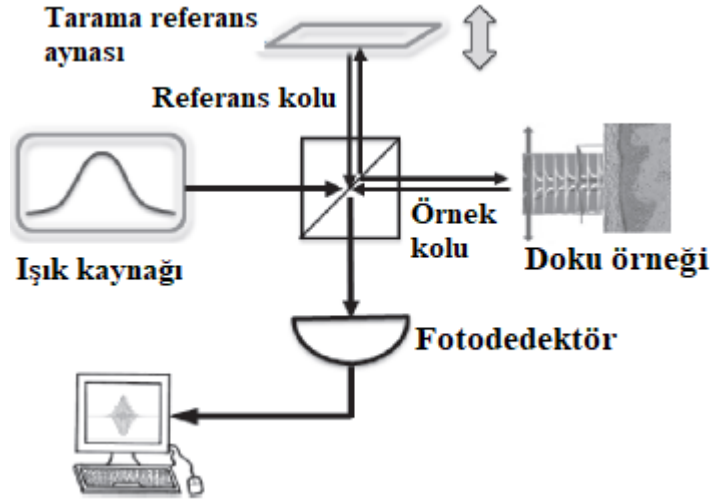 Tarama referans
aynası
Referans kolu
Örnek
kolu
Işık kaynağı
Doku örneği
Fotodedektör